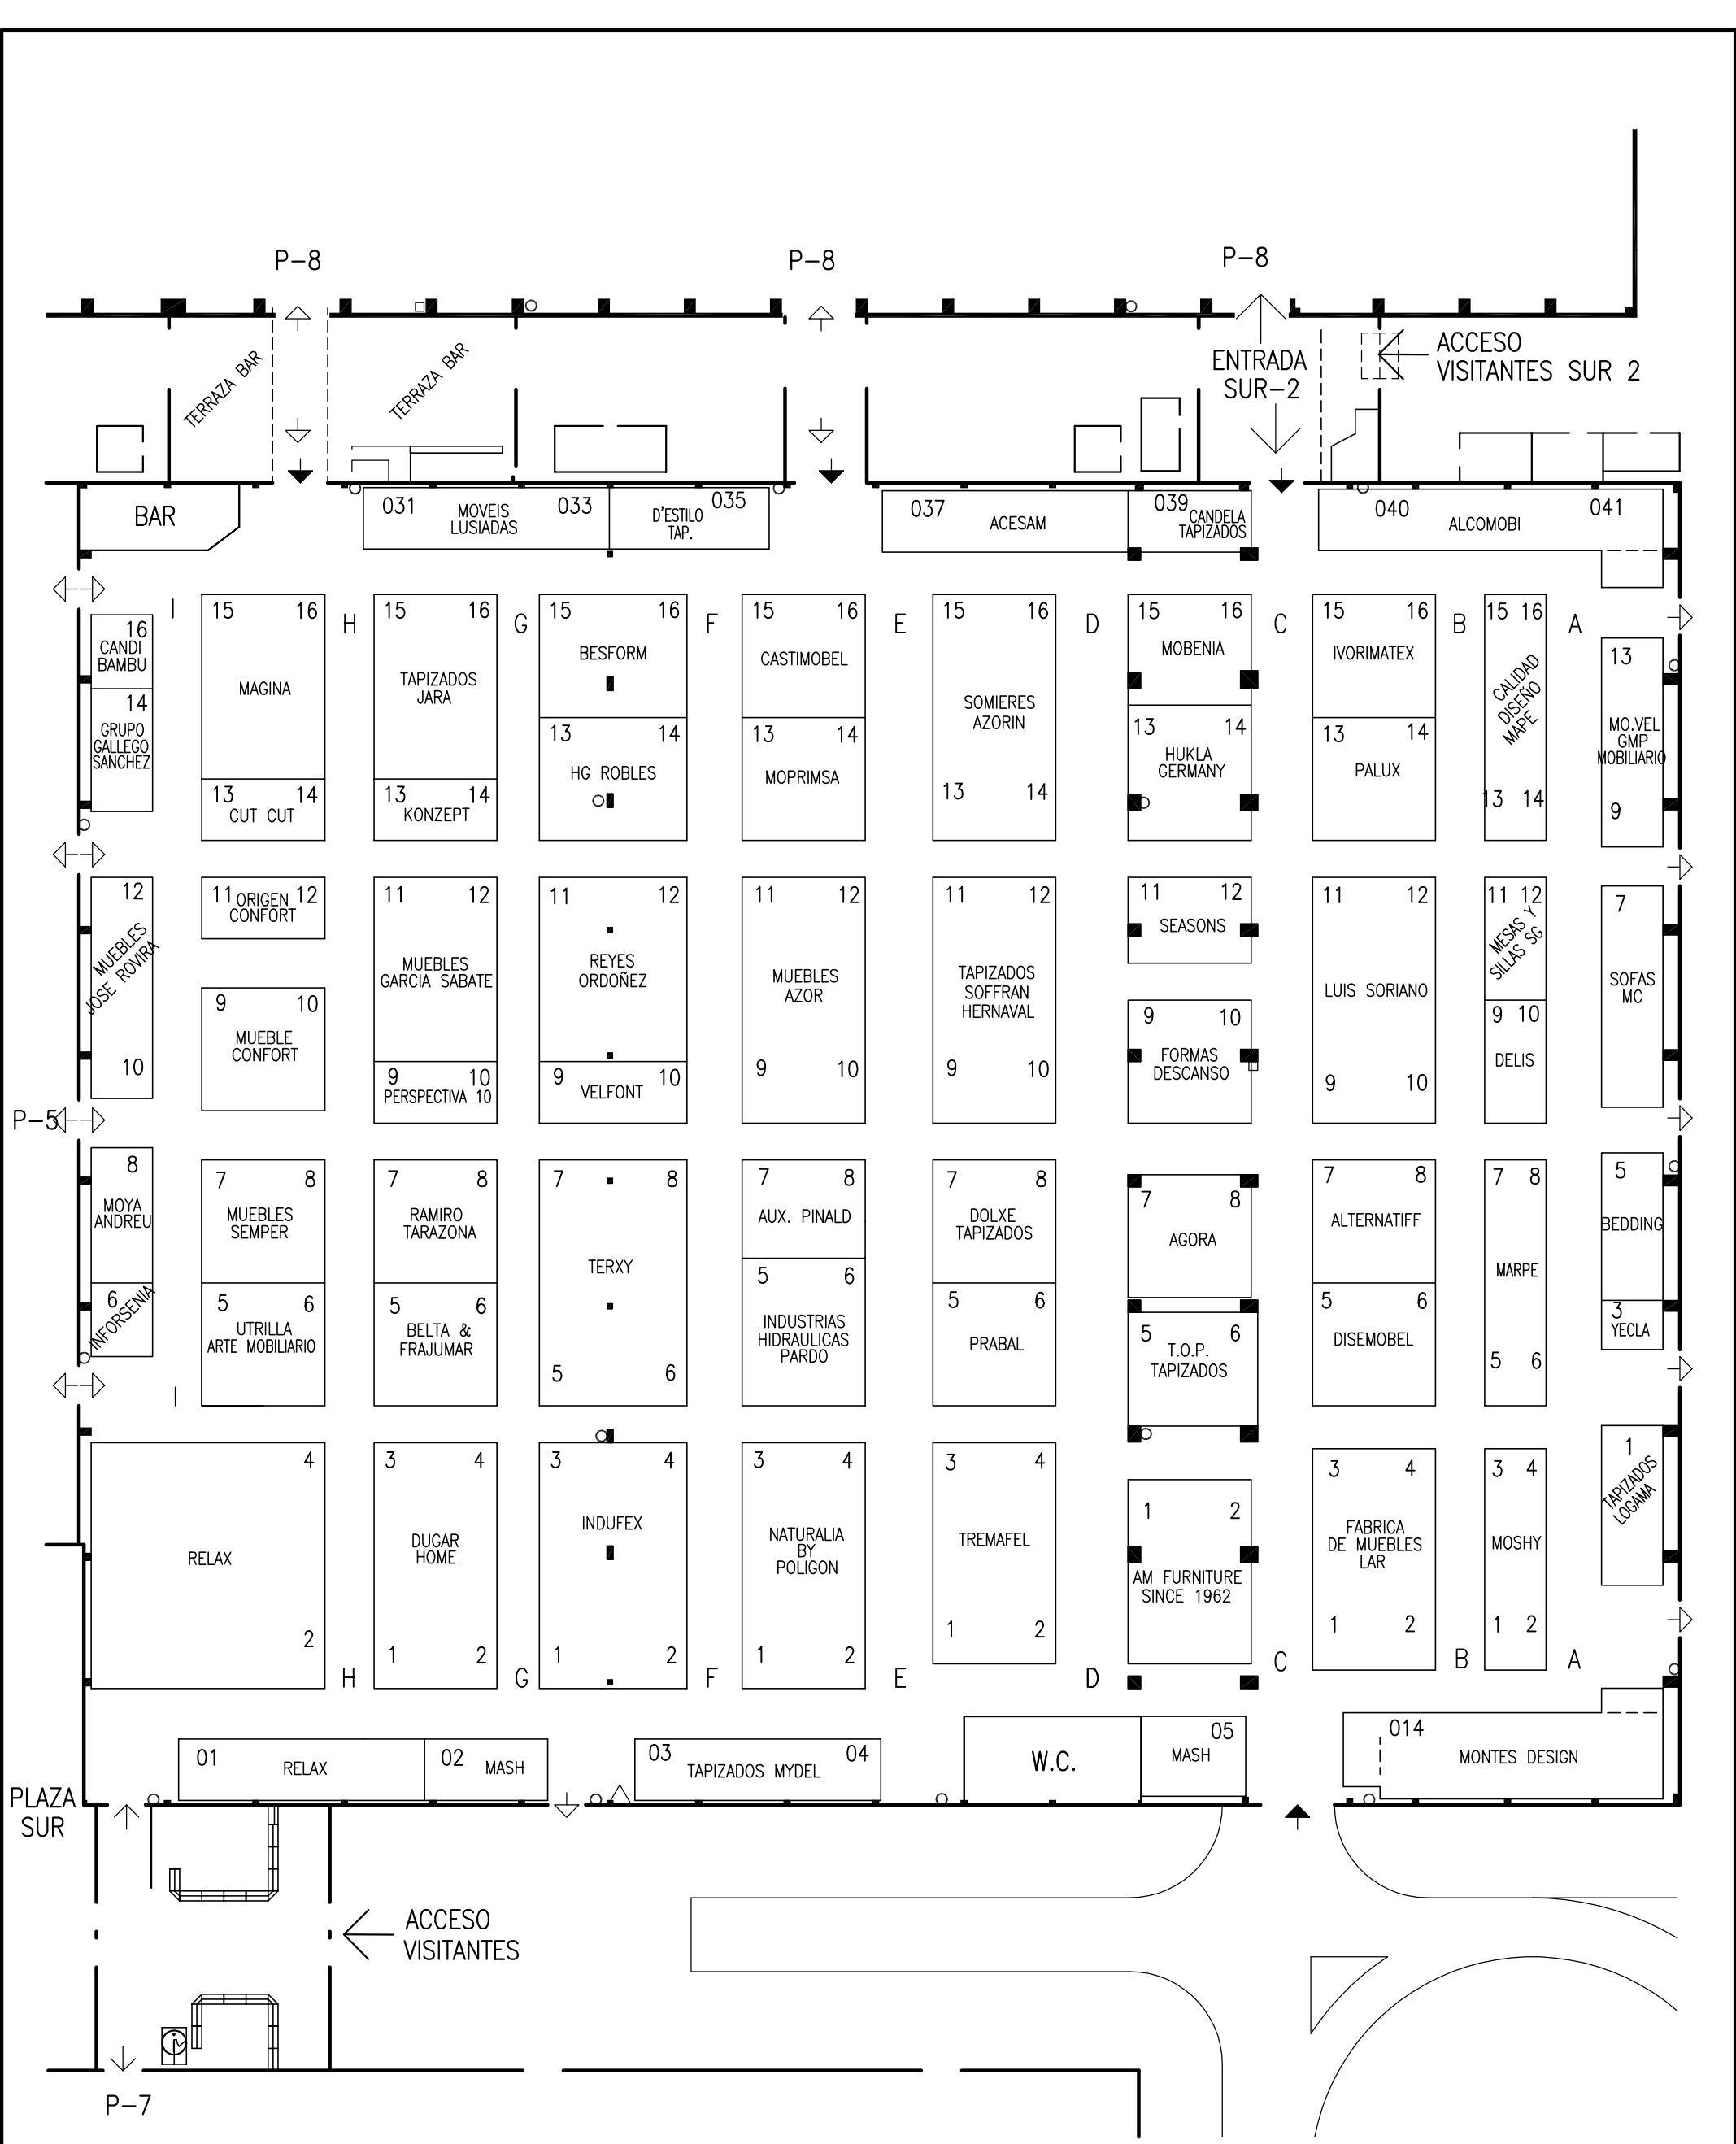 P-8
P-8
P-8
TERRAZA BAR
TERRAZA BAR
ENTRADA
SUR-2
ACCESO
VISITANTES SUR 2
BAR
031
MOVEIS
LUSIADAS
033
D'ESTILO
TAP.
035
037
ACESAM
039
CANDELA
TAPIZADOS
040
ALCOMOBI
041
I
H
G
F
E
D
C
B
A
16
CANDI
BAMBU
14
GRUPO
GALLEGO
SANCHEZ
15 16
MAGINA
13 14
CUT CUT
15 16
TAPIZADOS
JARA
13 14
KONZEPT
15 16
BESFORM
13 14
HG ROBLES
15 16
CASTIMOBEL
13 14
MOPRIMSA
15 16
SOMIERES
AZORIN
13 14
15 16
MOBENIA
13 14
HUKLA
GERMANY
15 16
IVORIMATEX
13 14
PALUX
15 16
CALIDAD
DISEÑO
MAPE
13 14
13
MO.VEL
GMP
MOBILIARIO
9
12
MUEBLES
JOSE ROVIRA
10
11 12
ORIGEN
CONFORT
9 10
MUEBLE
CONFORT
11 12
MUEBLES
GARCIA SABATE
9 10
PERSPECTIVA 10
11 12
REYES
ORDOÑEZ
9 10
VELFONT
11 12
MUEBLES
AZOR
9 10
11 12
TAPIZADOS
SOFFRAN
HERNAVAL
9 10
11 12
SEASONS
9 10
FORMAS
DESCANSO
11 12
LUIS SORIANO
9 10
11 12
MESAS Y
SILLAS SG
9 10
DELIS
7
SOFAS
MC
P-5
8
MOYA
ANDREU
6
INFORSENIA
7 8
MUEBLES
SEMPER
5 6
UTRILLA
ARTE MOBILIARIO
7 8
RAMIRO
TARAZONA
5 6
BELTA &
FRAJUMAR
7 8
TERXY
5 6
7 8
AUX. PINALD
5 6
INDUSTRIAS
HIDRAULICAS
PARDO
7 8
DOLXE
TAPIZADOS
5 6
PRABAL
7 8
AGORA
5 6
T.O.P.
TAPIZADOS
7 8
ALTERNATIFF
5 6
DISEMOBEL
7 8
MARPE
5 6
5
BEDDING
3
YECLA
I
4
RELAX
2
3 4
DUGAR
HOME
1 2
3 4
INDUFEX
1 2
3 4
NATURALIA
BY
POLIGON
1 2
3 4
TREMAFEL
1 2
1 2
AM FURNITURE
SINCE 1962
3 4
FABRICA
DE MUEBLES
LAR
1 2
3 4
MOSHY
1 2
1
TAPIZADOS
LOGAMA
H
G
F
E
D
C
B
A
01
RELAX
02
MASH
03
TAPIZADOS MYDEL
04
W.C.
05
MASH
014
MONTES DESIGN
PLAZA
SUR
ACCESO
VISITANTES
P-7